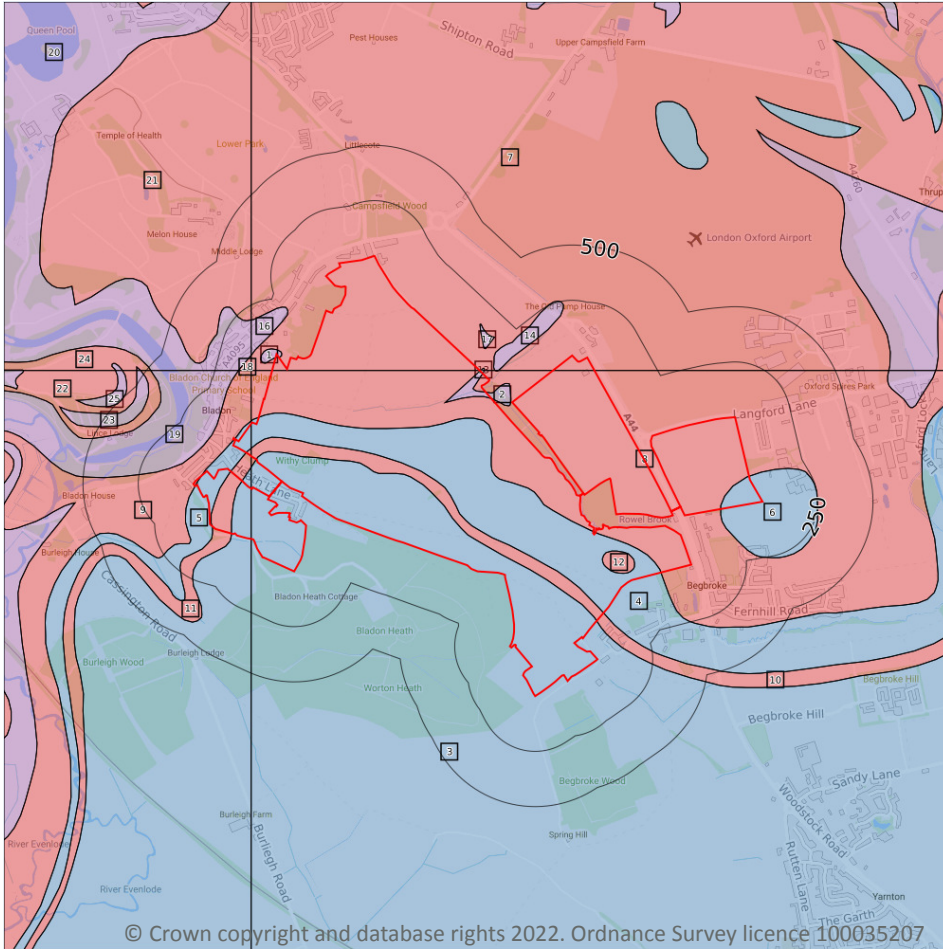 Queen Pool
20
Pest Houses
Shipton Road
Upper Campsfield Farm
Temple of Health
Lower Park
Littlecote
7
A4260
21
Campsfield Wood
Melon House
Middle Lodge
500
London Oxford Airport
The Old Pump House
16
17
14
A4095
1
18
13
24
Bladon Church of England
Primary School
22
25
2
Oxford Spires Park
Bladon
Langford Lane
23
A44
19
Withy Clump
8
Heath Lane
Bladon House
9
5
6
250
Rowel Brook
Burleigh House
12
Begbroke
Cassington Road
Bladon Heath Cottage
4
11
Fernhill Road
Bladon Heath
Burleigh Wood
Burleigh Lodge
10
Begbroke Hill
Worton Heath
Begbroke Hill
3
Begbroke Wood
Sandy Lane
Woodstock Road
Burleigh Farm
Spring Hill
Burleigh Road
River Evenlode
Rutten Lane
River Evenlode
Yarnton
The Garth
© Crown copyright and database rights 2022. Ordnance Survey licence 100035207